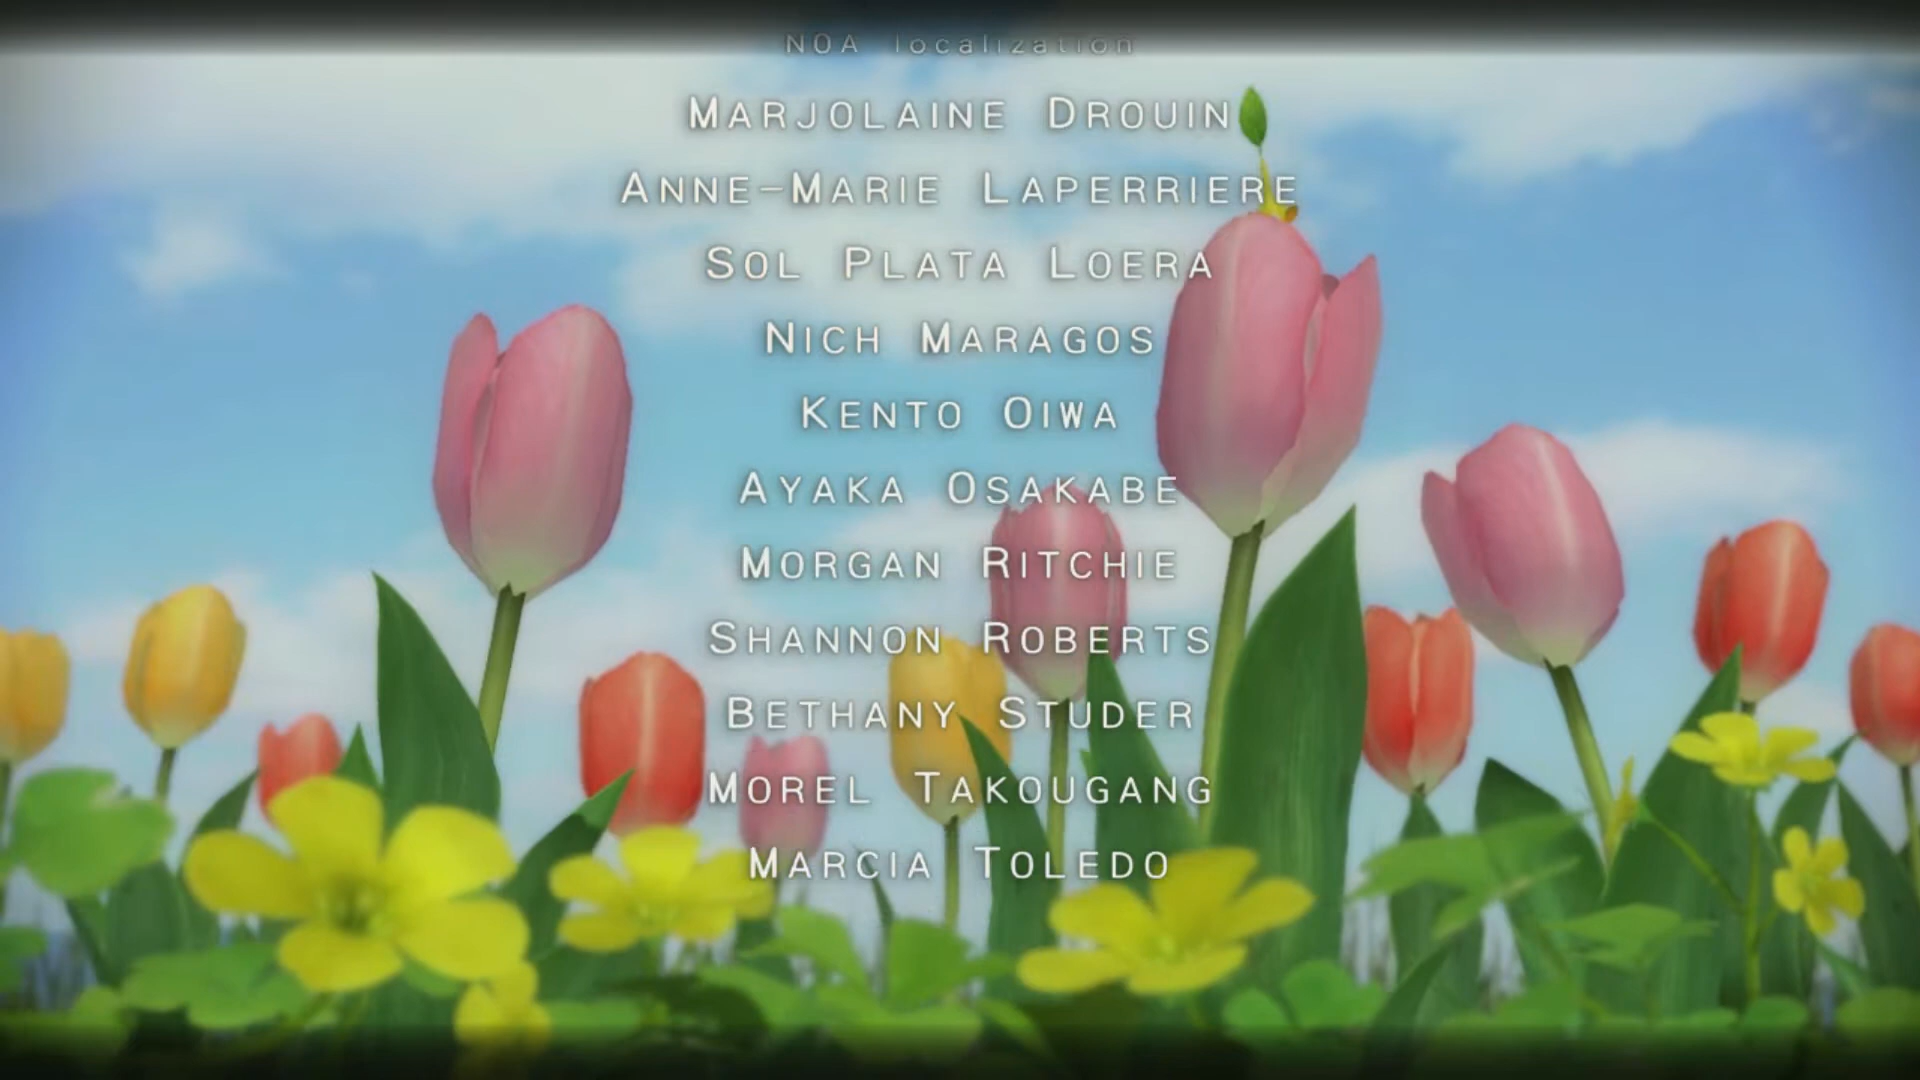 NOA localization
MARJOLAINE DROUIN
ANNE-MARIE LAPERRIERE
SOL PLATA LOERA
NICH MARAGOS
KENTO OIWA
AYAKA OSAKABE
MORGAN RITCHIE
SHANNON ROBERTS
BETHANY STUDER
MOREL TAKOUGANG
MARCIA TOLEDO